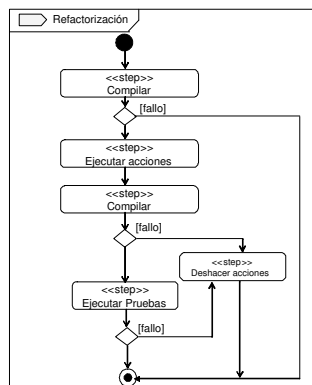 Refactorización
<<step>>
Compilar
[fallo]
<<step>>
Ejecutar acciones
<<step>>
Compilar
[fallo]
<<step>>
Deshacer acciones
<<step>>
Ejecutar Pruebas
[fallo]